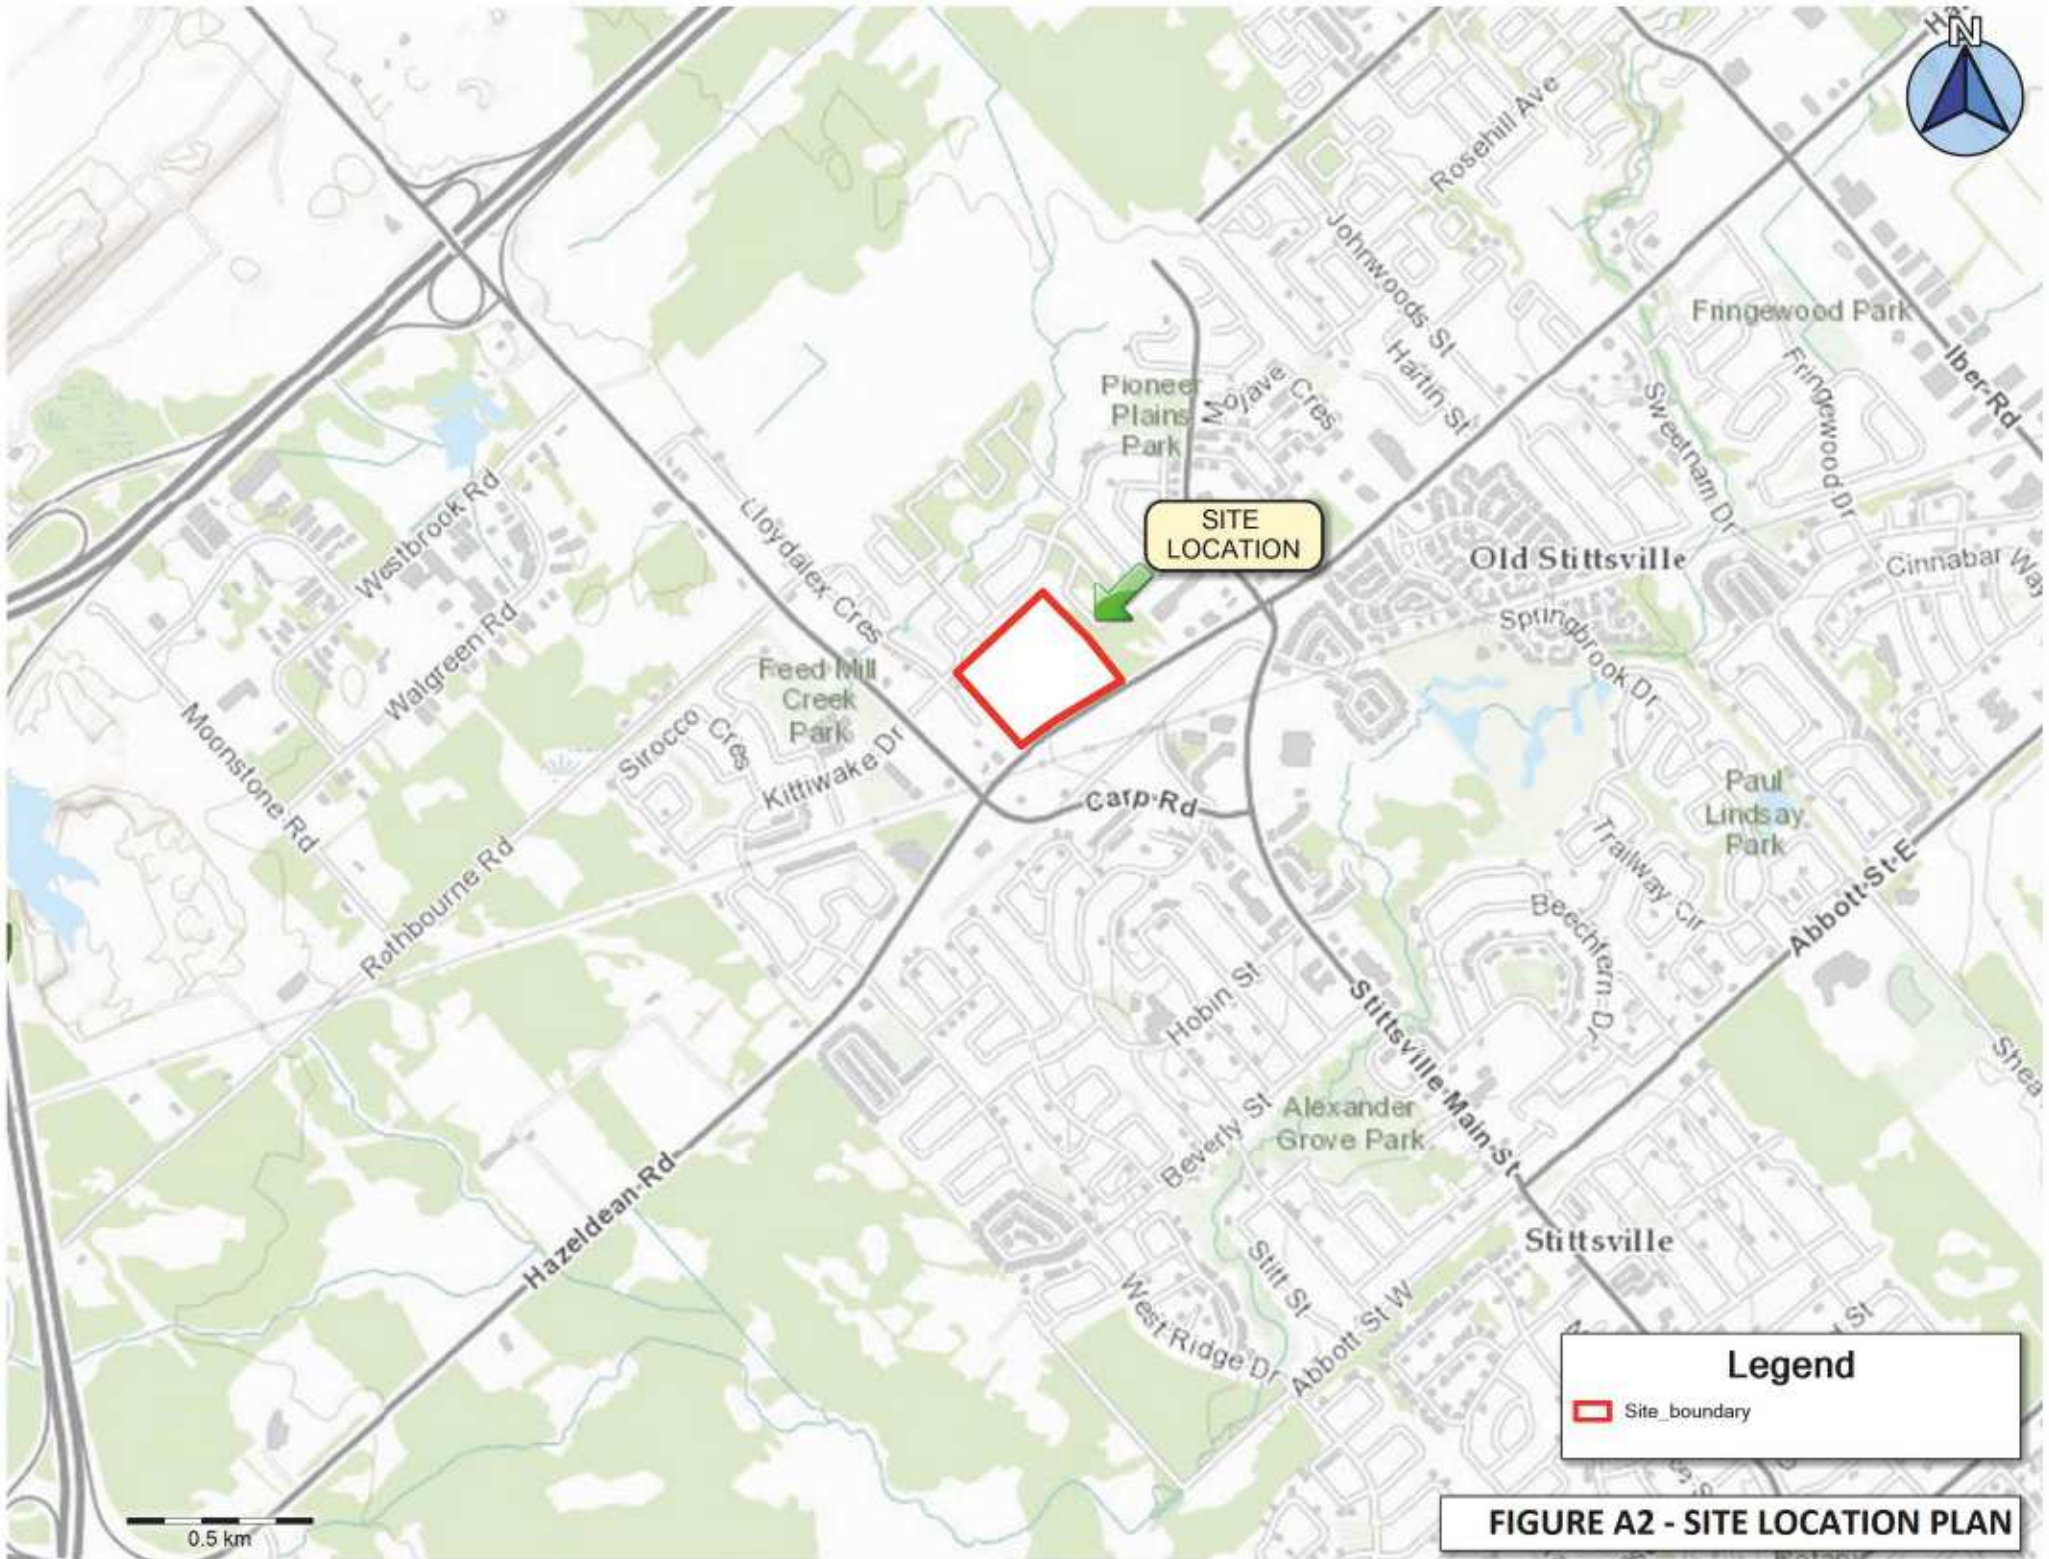 N
Rosehill Ave
Johnwoods St
Hartin St
Fringewood Park
Iber-Rd
Fringewood Dr
Sweetnam Dr
Pioneer
Plains
Park
Mojave Cres
SITE
LOCATION
Old Stittsville
Cinnabar Way
Springbrook Dr
Westbrook Rd
Lloydalex Cres
Walgreen Rd
Feed Mill
Creek
Park
Sirocco Cres
Kittiwake Dr
Moonstone Rd
Carp-Rd
Paul
Lindsay
Park
Trailway Cir
Abbott-St-E
Rothbourne Rd
Beechfern Dr
Hobin St
Stittsville-Main-St
Shea
Beverly St
Alexander
Grove Park
Hazeldean-Rd
Stittsville
Stitt St
West Ridge Dr
Abbott St W
St
Legend
Site_boundary
0.5 km
FIGURE A2 - SITE LOCATION PLAN